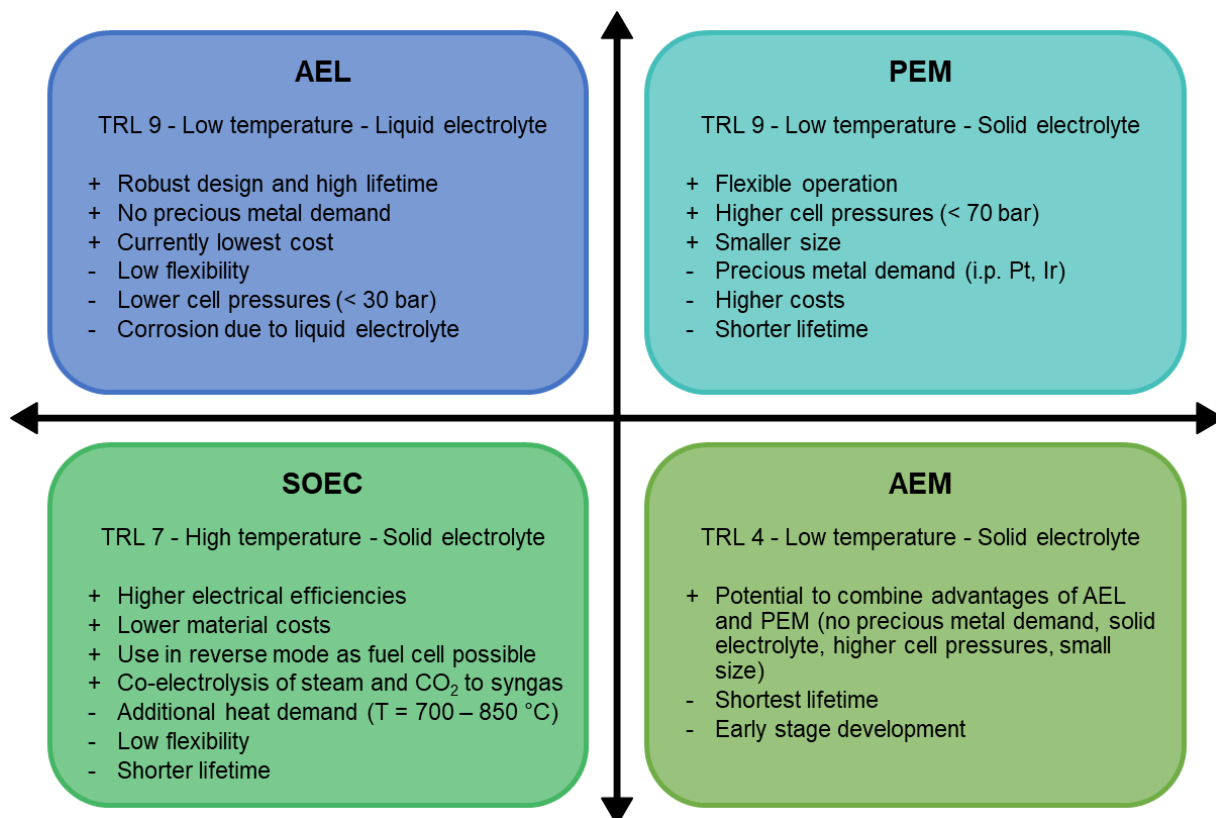 AEL
TRL 9 - Low temperature - Liquid electrolyte
+ Robust design and high lifetime
+ No precious metal demand
+ Currently lowest cost
- Low flexibility
- Lower cell pressures (< 30 bar)
- Corrosion due to liquid electrolyte
PEM
TRL 9 - Low temperature - Solid electrolyte
+ Flexible operation
+ Higher cell pressures (< 70 bar)
+ Smaller size
- Precious metal demand (i.p. Pt, Ir)
- Higher costs
- Shorter lifetime
SOEC
TRL 7 - High temperature - Solid electrolyte
+ Higher electrical efficiencies
+ Lower material costs
+ Use in reverse mode as fuel cell possible
+ Co-electrolysis of steam and CO₂ to syngas
- Additional heat demand (T = 700 – 850 °C)
- Low flexibility
- Shorter lifetime
AEM
TRL 4 - Low temperature - Solid electrolyte
+ Potential to combine advantages of AEL
and PEM (no precious metal demand, solid
electrolyte, higher cell pressures, small
size)
- Shortest lifetime
- Early stage development